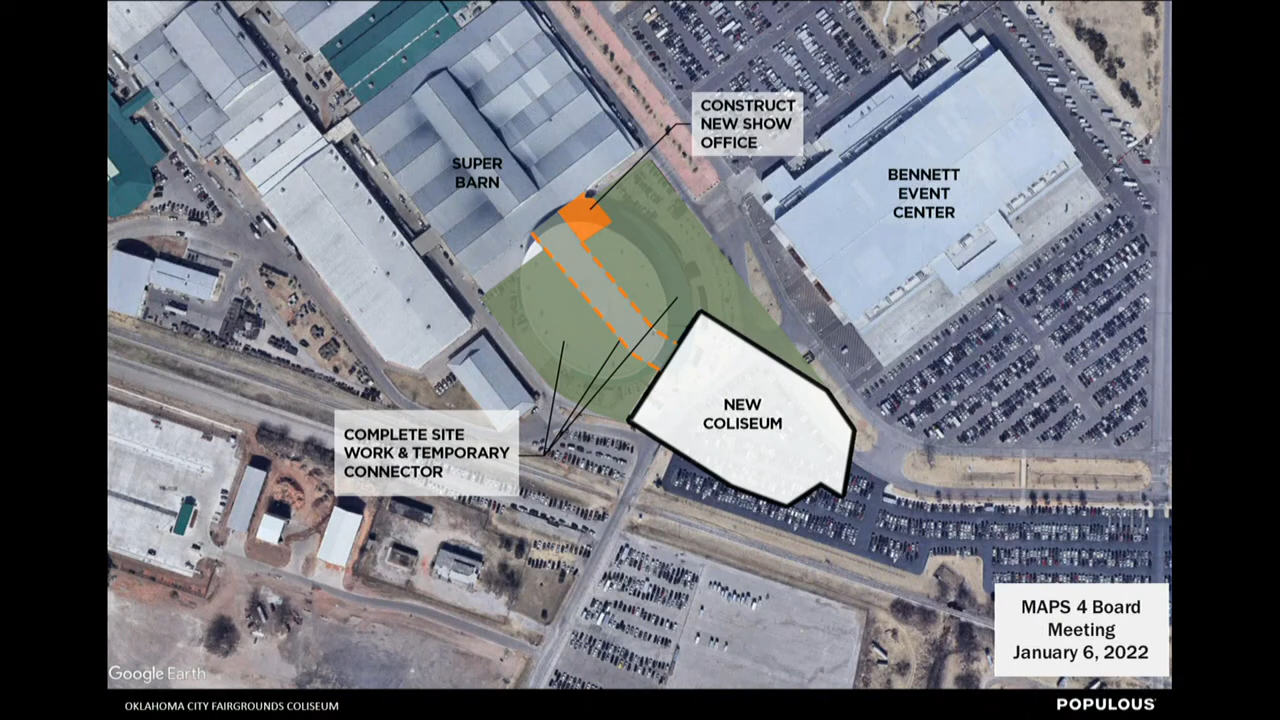 CONSTRUCT
NEW SHOW
OFFICE
SUPER
BARN
BENNETT
EVENT
CENTER
NEW
COLISEUM
COMPLETE SITE
WORK & TEMPORARY
CONNECTOR
MAPS 4 Board
Meeting
January 6, 2022
Google Earth
OKLAHOMA CITY FAIRGROUNDS COLISEUM
POPULOUS